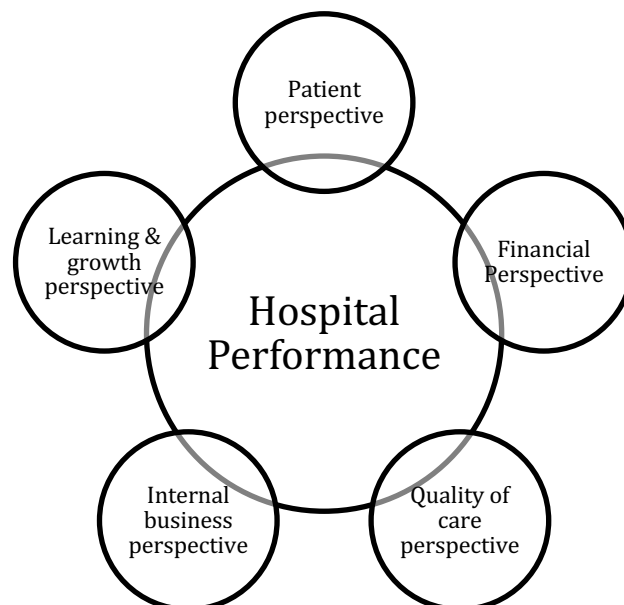 Patient
perspective
Learning &
growth
perspective
Financial
Perspective
Hospital
Performance
Internal
business
perspective
Quality of
care
perspective